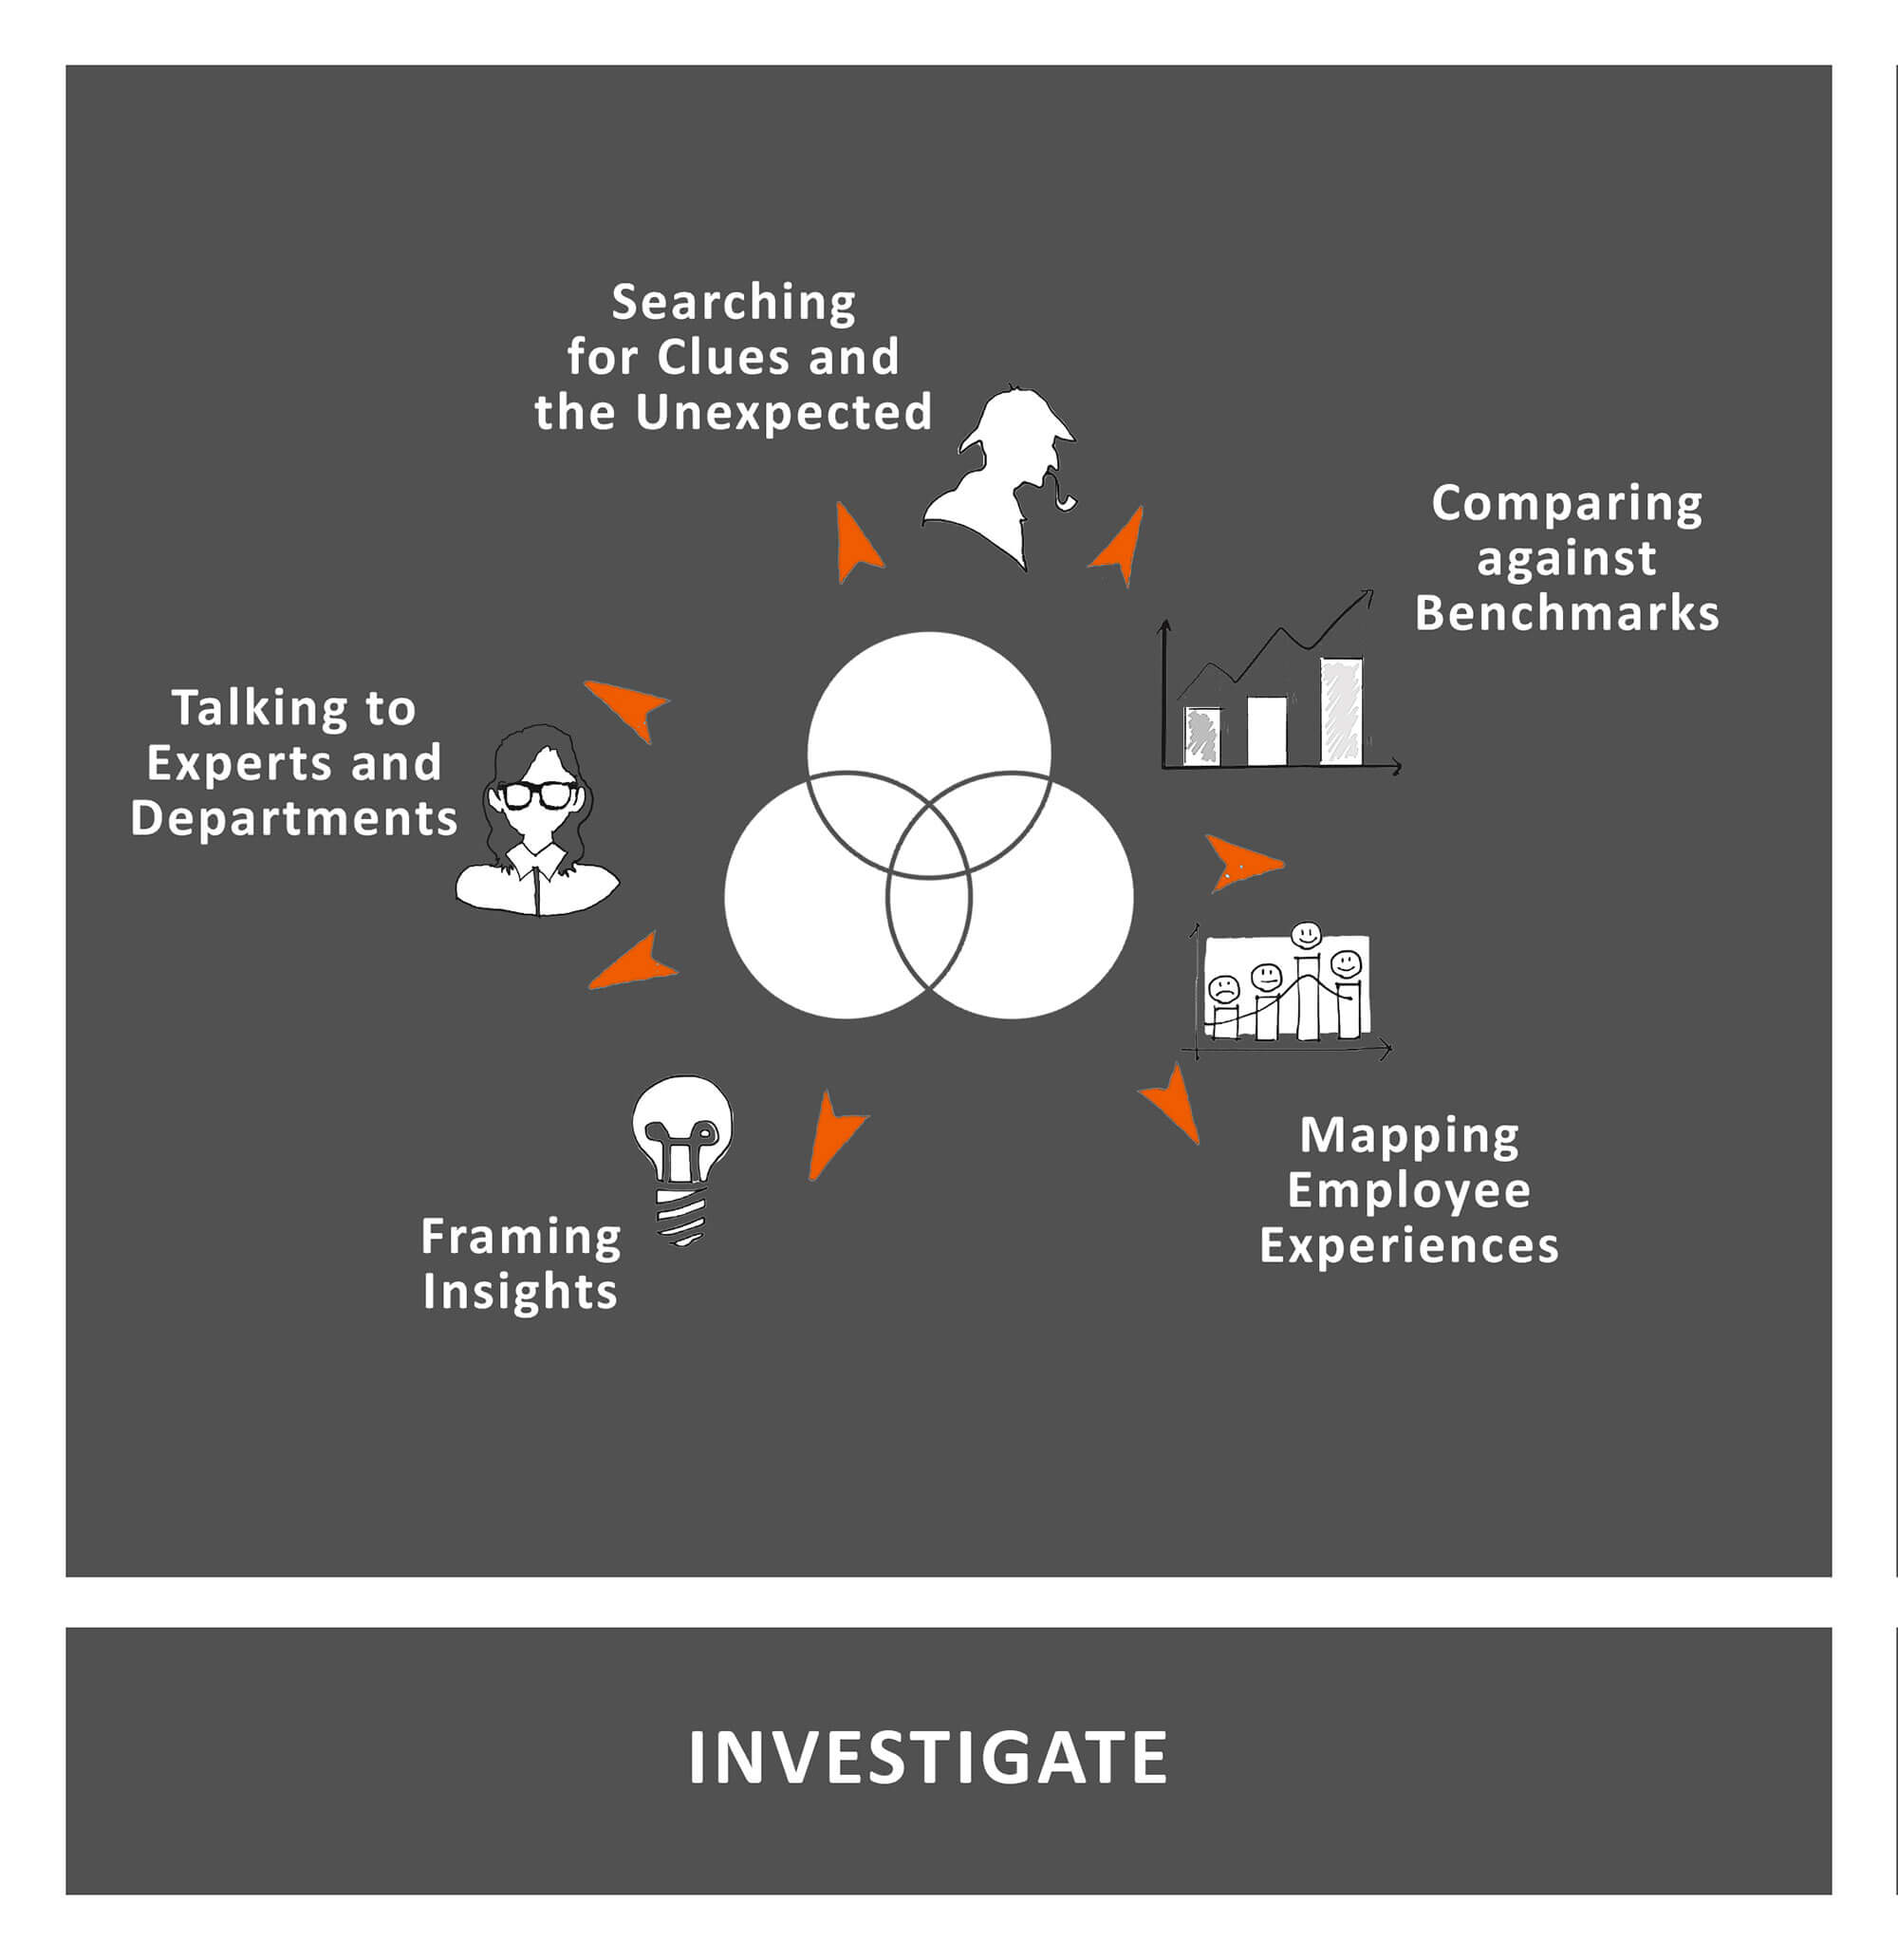 Searching
for Clues and
the Unexpected
Comparing
against
Benchmarks
Talking to
Experts and
Departments
Mapping
Employee
Experiences
Framing
Insights
INVESTIGATE